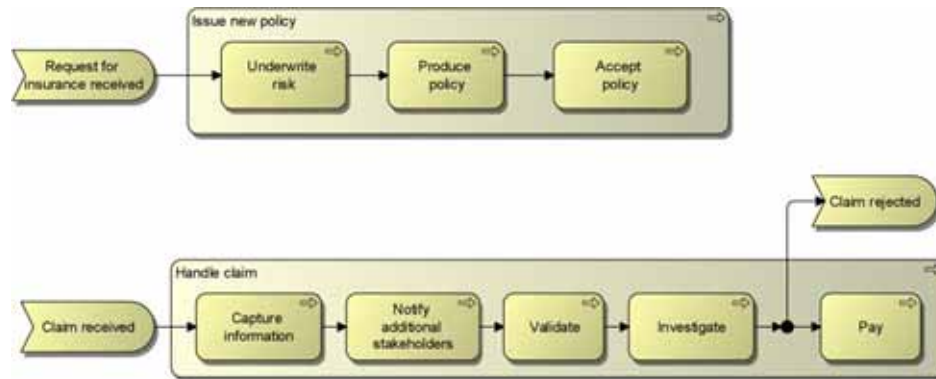 Issue new policy
Request for
insurance received
Underwrite
risk
Produce
policy
Accept
policy
Claim rejected
Handle claim
Claim received
Capture
information
Notify
additional
stakeholders
Validate
Investigate
Pay